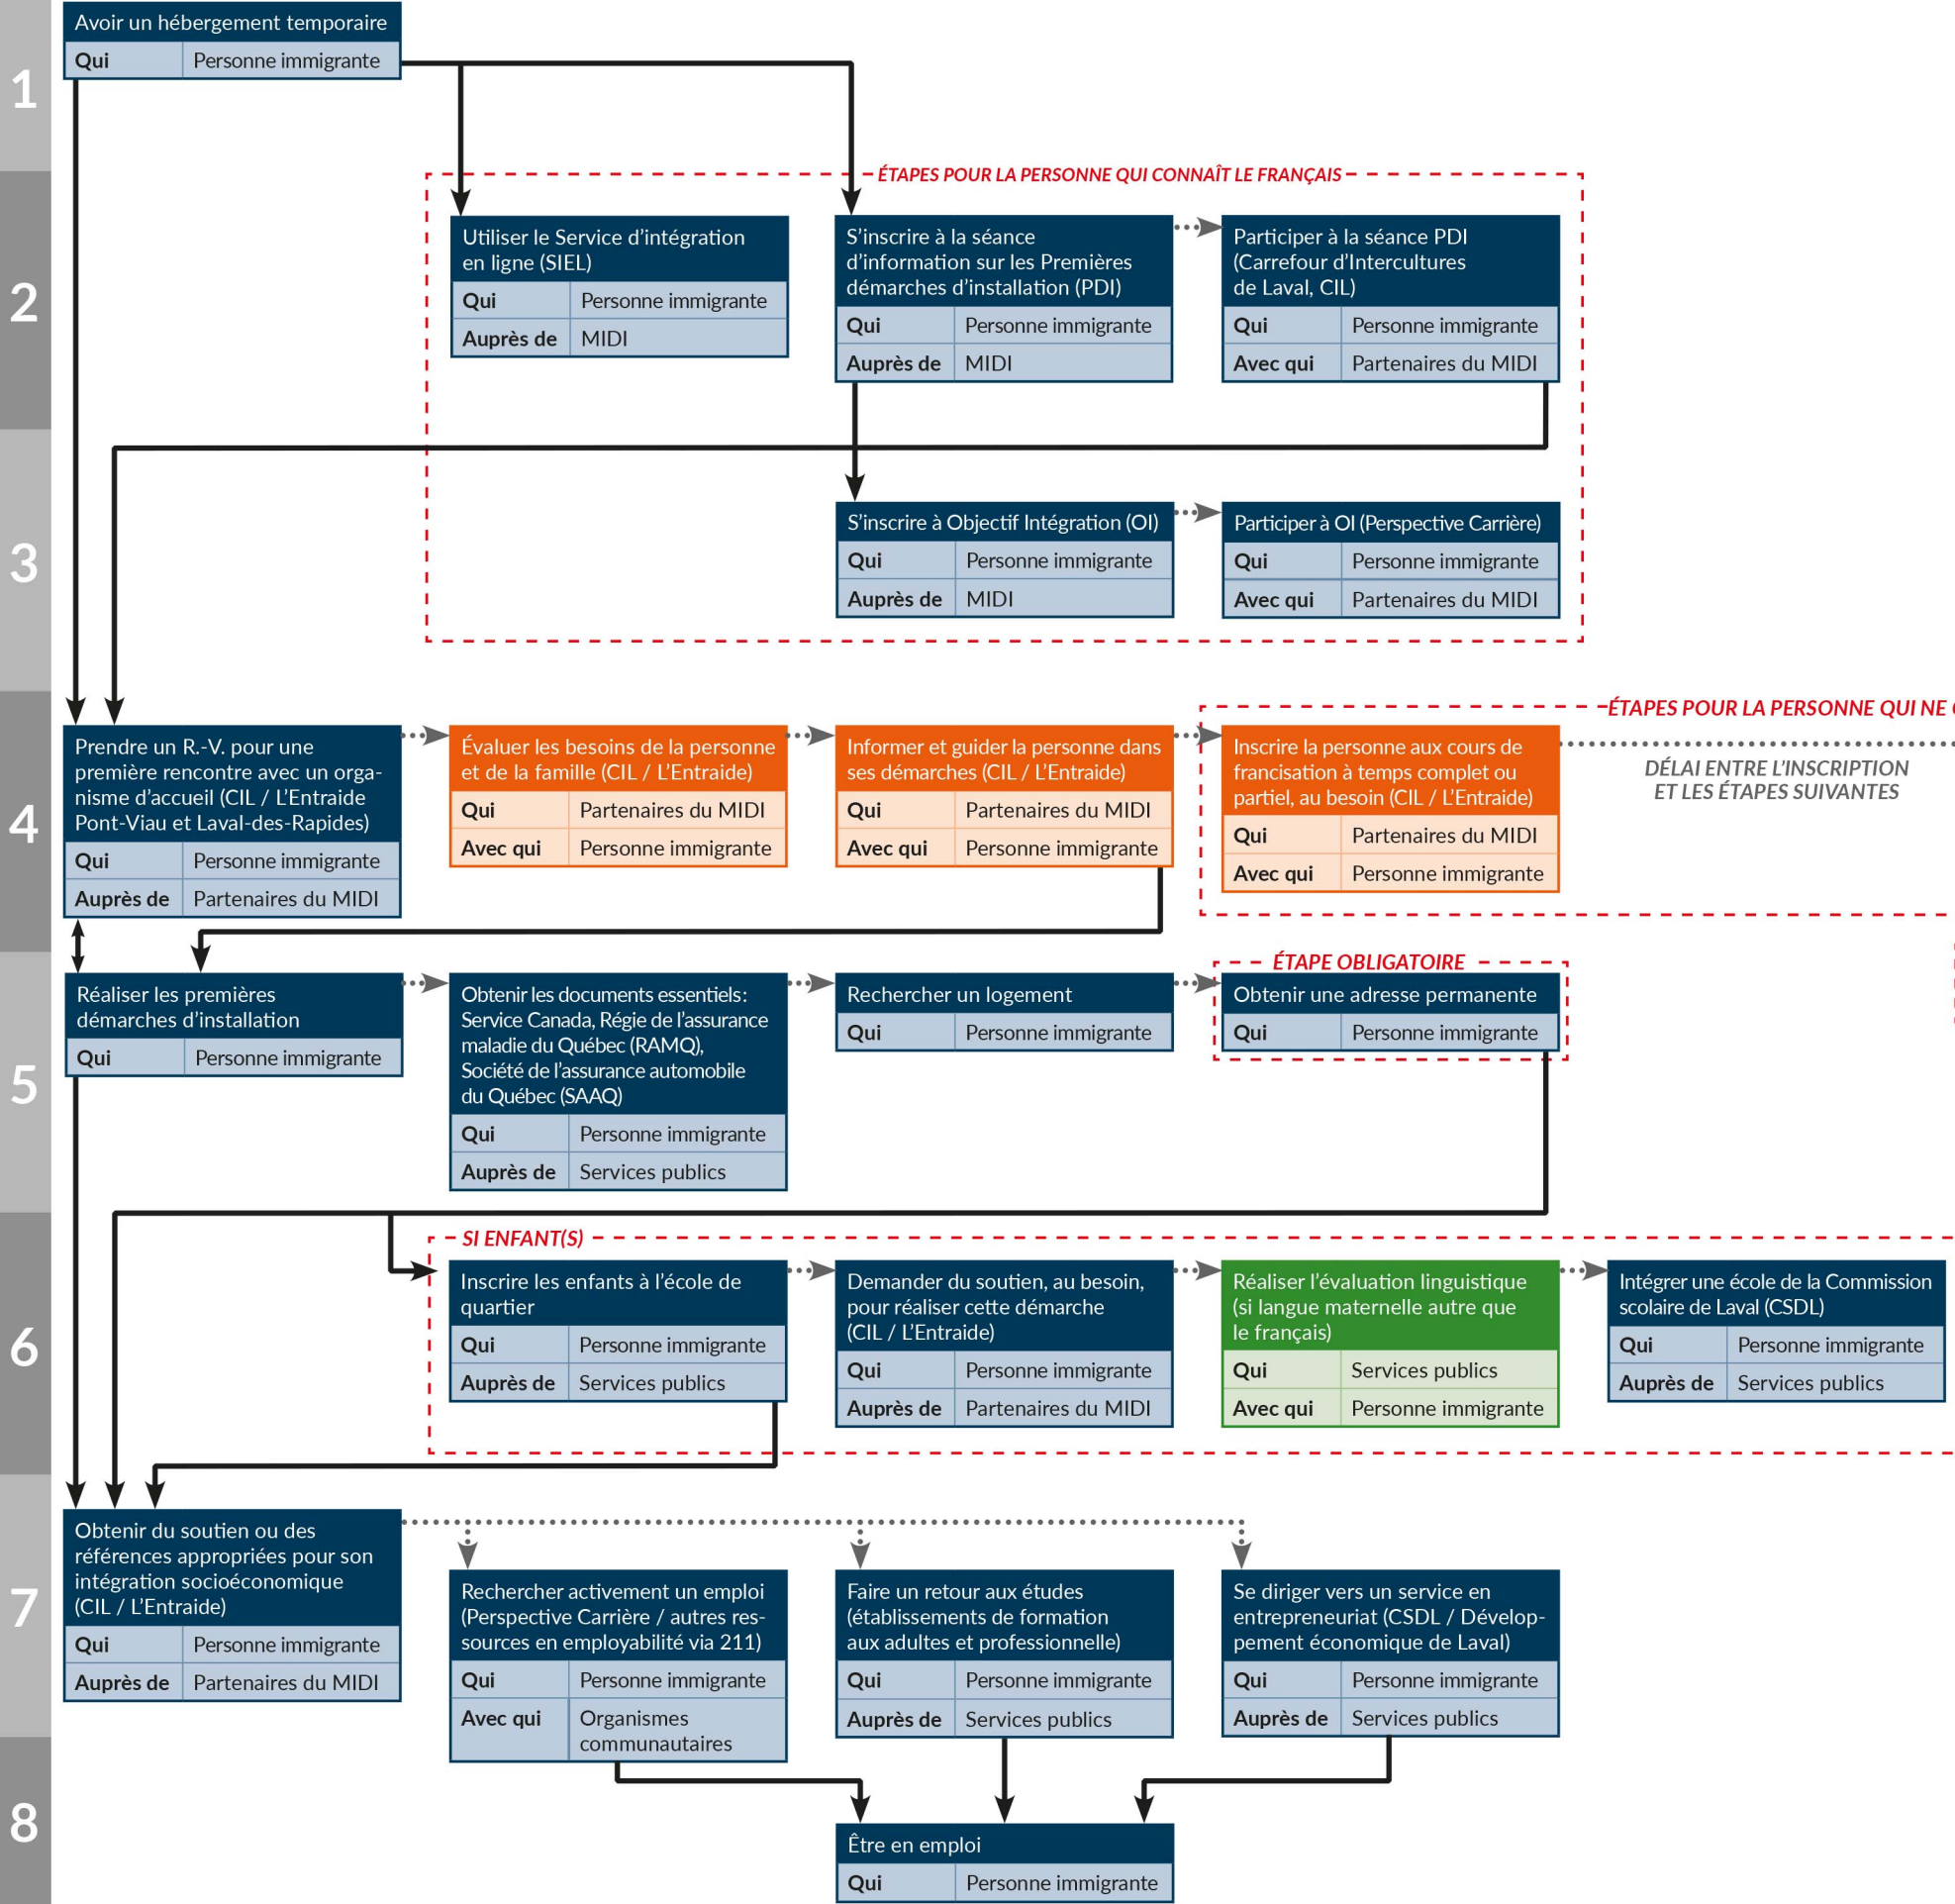 1
Avoir un hébergement temporaire
Qui Personne immigrante
2
ÉTAPES POUR LA PERSONNE QUI CONNAÎT LE FRANÇAIS
Utiliser le Service d'intégration
en ligne (SIEL)
Qui Personne immigrante
Auprès de MIDI
S'inscrire à la séance
d'information sur les Premières
démarches d'installation (PDI)
Qui Personne immigrante
Auprès de MIDI
Participer à la séance PDI
(Carrefour d'Intercultures
de Laval, CIL)
Qui Personne immigrante
Avec qui Partenaires du MIDI
3
S'inscrire à Objectif Intégration (OI)
Qui Personne immigrante
Auprès de MIDI
Participer à OI (Perspective Carrière)
Qui Personne immigrante
Avec qui Partenaires du MIDI
4
Prendre un R.-V. pour une
première rencontre avec un orga-
nisme d'accueil (CIL / L'Entraide
Pont-Viau et Laval-des-Rapides)
Qui Personne immigrante
Auprès de Partenaires du MIDI
Évaluer les besoins de la personne
et de la famille (CIL / L'Entraide)
Qui Partenaires du MIDI
Avec qui Personne immigrante
Informer et guider la personne dans
ses démarches (CIL / L'Entraide)
Qui Partenaires du MIDI
Avec qui Personne immigrante
ÉTAPES POUR LA PERSONNE QUI NE
Inscrire la personne aux cours de
francisation à temps complet ou
partiel, au besoin (CIL / L'Entraide)
Qui Partenaires du MIDI
Avec qui Personne immigrante
DÉLAI ENTRE L'INSCRIPTION
ET LES ÉTAPES SUIVANTES
5
Réaliser les premières
démarches d'installation
Qui Personne immigrante
Obtenir les documents essentiels:
Service Canada, Régie de l'assurance
maladie du Québec (RAMQ),
Société de l'assurance automobile
du Québec (SAAQ)
Qui Personne immigrante
Auprès de Services publics
Rechercher un logement
Qui Personne immigrante
ÉTAPE OBLIGATOIRE
Obtenir une adresse permanente
Qui Personne immigrante
6
SI ENFANT(S)
Inscrire les enfants à l'école de
quartier
Qui Personne immigrante
Auprès de Services publics
Demander du soutien, au besoin,
pour réaliser cette démarche
(CIL / L'Entraide)
Qui Personne immigrante
Auprès de Partenaires du MIDI
Réaliser l'évaluation linguistique
(si langue maternelle autre que
le français)
Qui Services publics
Avec qui Personne immigrante
Intégrer une école de la Commission
scolaire de Laval (CSDL)
Qui Personne immigrante
Auprès de Services publics
7
Obtenir du soutien ou des
références appropriées pour son
intégration socioéconomique
(CIL / L'Entraide)
Qui Personne immigrante
Auprès de Partenaires du MIDI
Rechercher activement un emploi
(Perspective Carrière / autres res-
sources en employabilité via 211)
Qui Personne immigrante
Avec qui Organismes
communautaires
Faire un retour aux études
(établissements de formation
aux adultes et professionnelle)
Qui Personne immigrante
Auprès de Services publics
Se diriger vers un service en
entrepreneuriat (CSDL / Dévelop-
pement économique de Laval)
Qui Personne immigrante
Auprès de Services publics
8
Être en emploi
Qui Personne immigrante